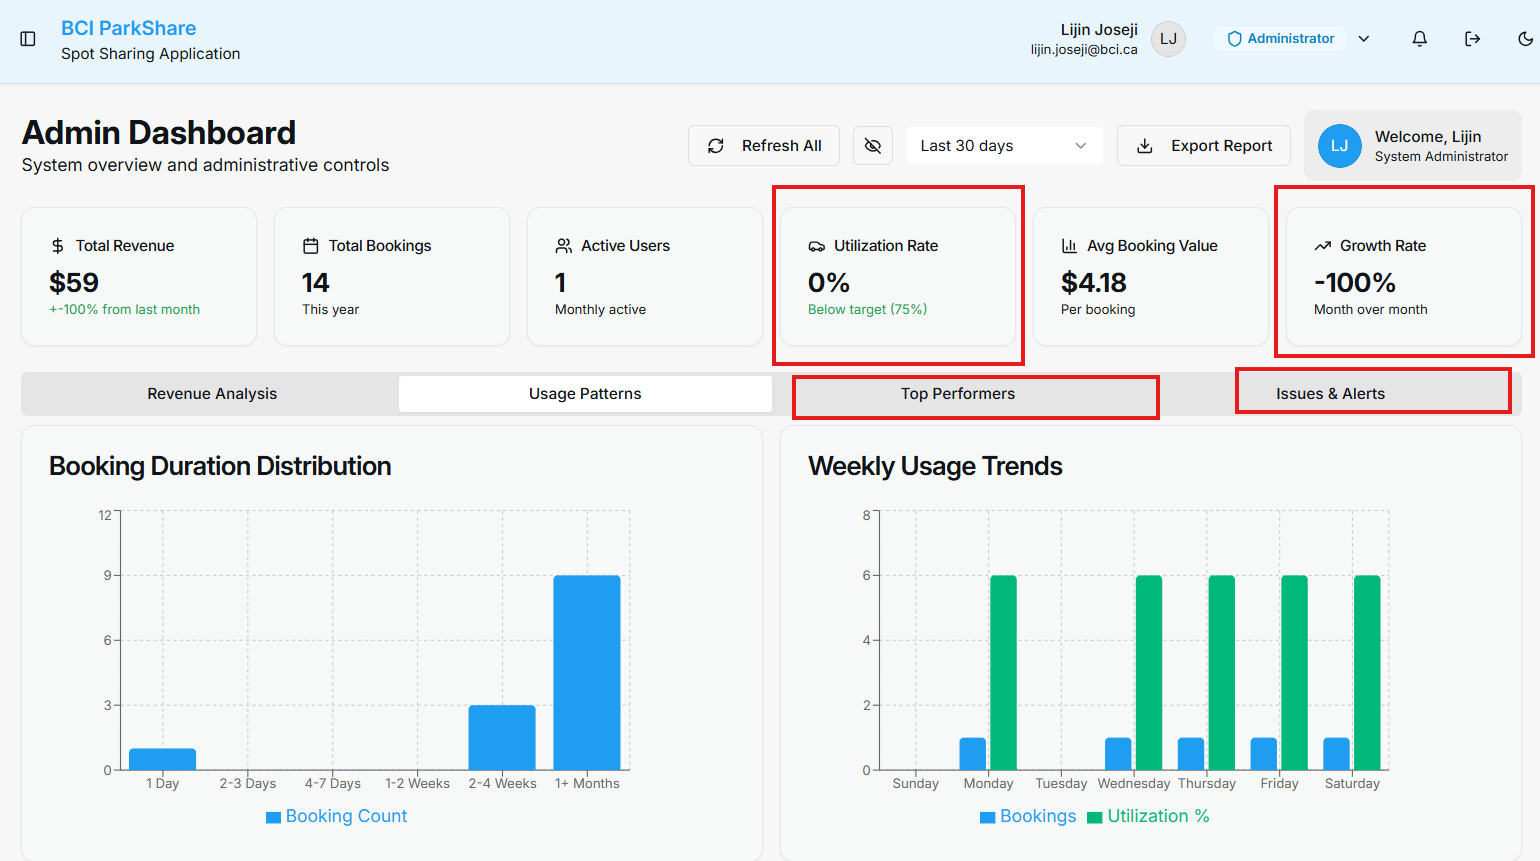 BCI ParkShare
Spot Sharing Application
Lijin Joseji
lijin.joseji@bci.ca
LJ
Administrator
Admin Dashboard
System overview and administrative controls
Refresh All
Last 30 days
Export Report
LJ
Welcome, Lijin
System Administrator
Total Revenue
$59
+-100% from last month
Total Bookings
14
This year
Active Users
1
Monthly active
Utilization Rate
0%
Below target (75%)
Avg Booking Value
$4.18
Per booking
Growth Rate
-100%
Month over month
Revenue Analysis
Usage Patterns
Top Performers
Issues & Alerts
Booking Duration Distribution
12
9
6
3
0
1 Day
2-3 Days
4-7 Days
1-2 Weeks
2-4 Weeks
1+ Months
Booking Count
Weekly Usage Trends
8
6
4
2
0
Sunday
Monday
Tuesday
Wednesday
Thursday
Friday
Saturday
Bookings
Utilization %